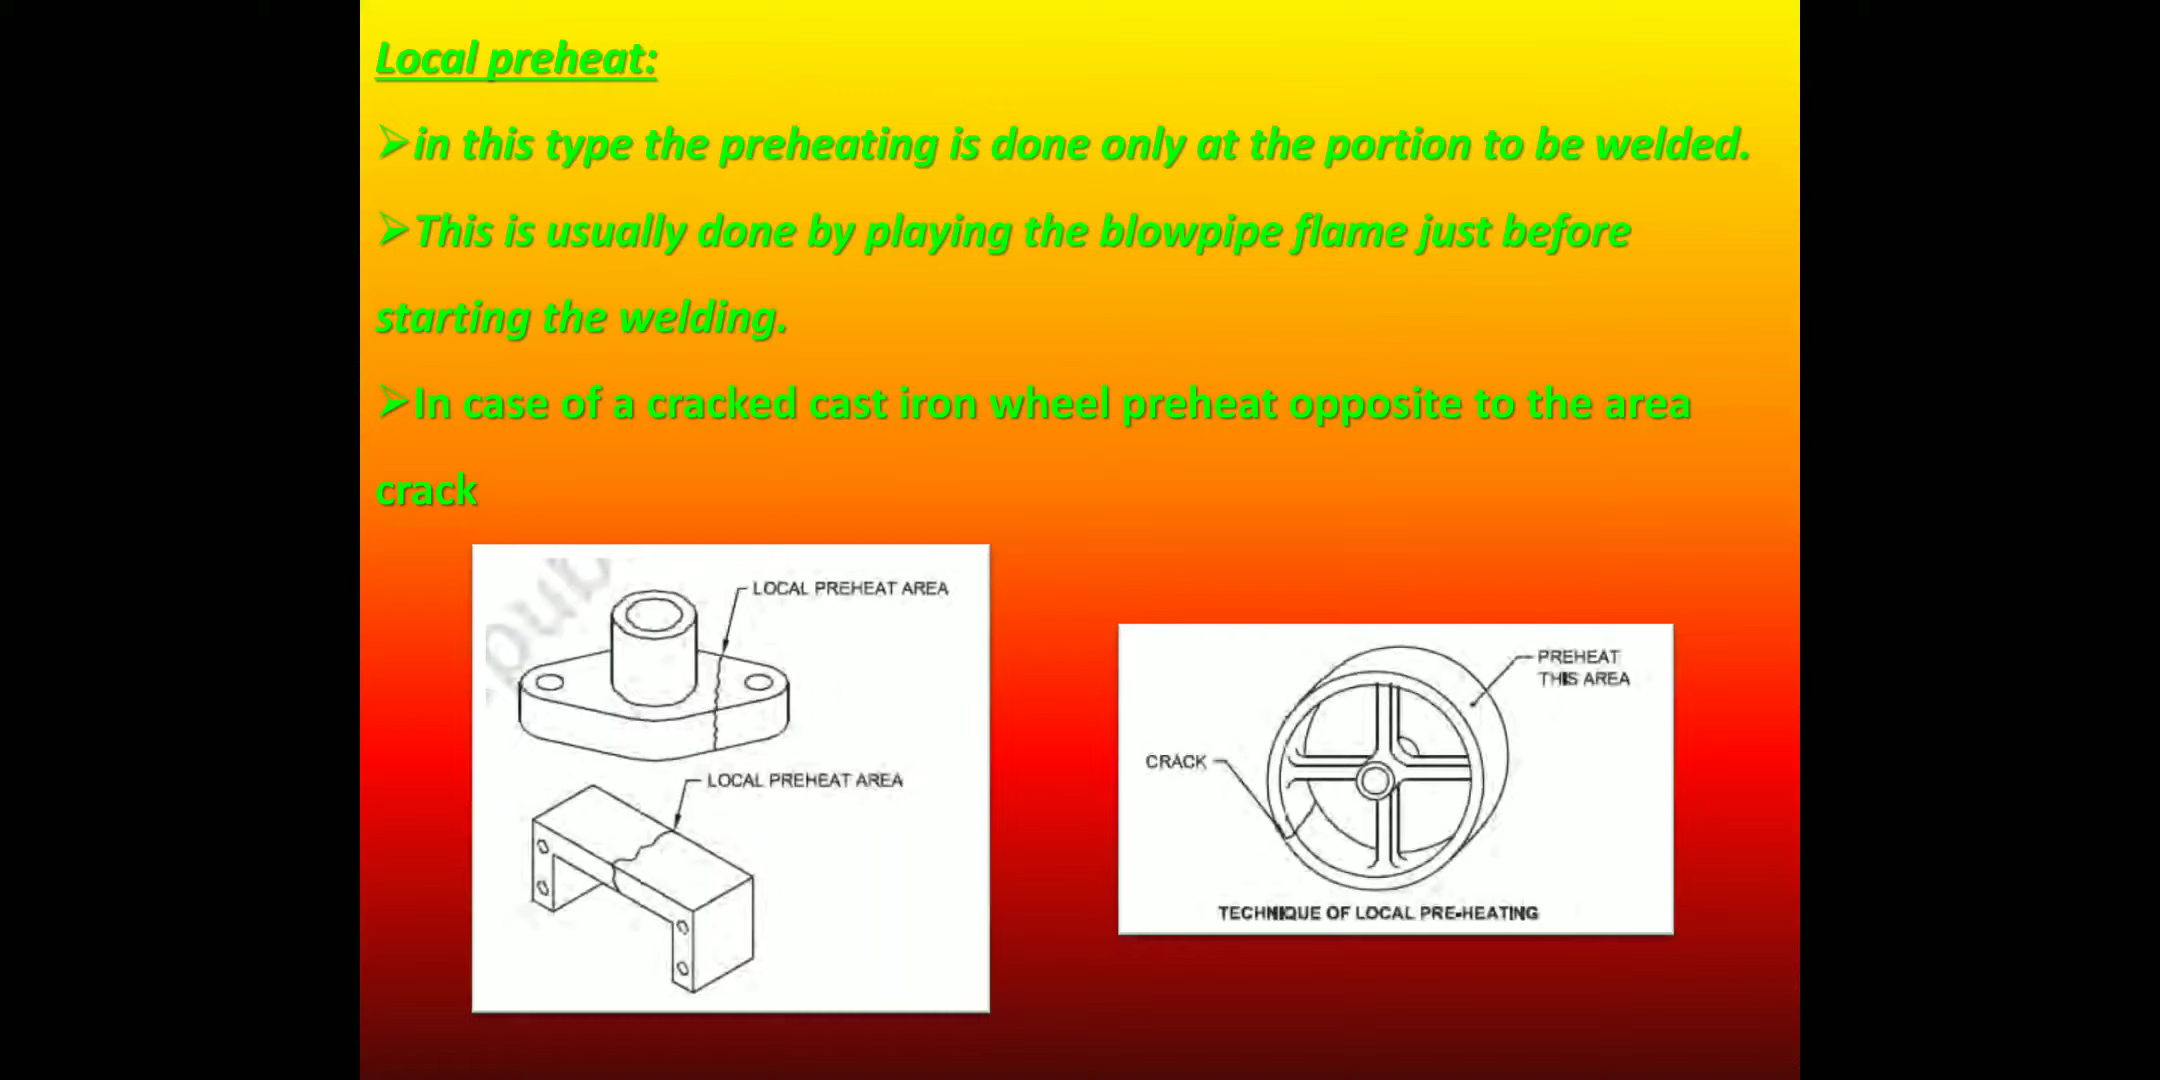 Local preheat:
➢in this type the preheating is done only at the portion to be welded.
➢This is usually done by playing the blowpipe flame just before
starting the welding.
➢In case of a cracked cast iron wheel preheat opposite to the area
crack
LOCAL PREHEAT AREA
LOCAL PREHEAT AREA
PREHEAT
THIS AREA
CRACK
TECHNIQUE OF LOCAL PRE-HEATING